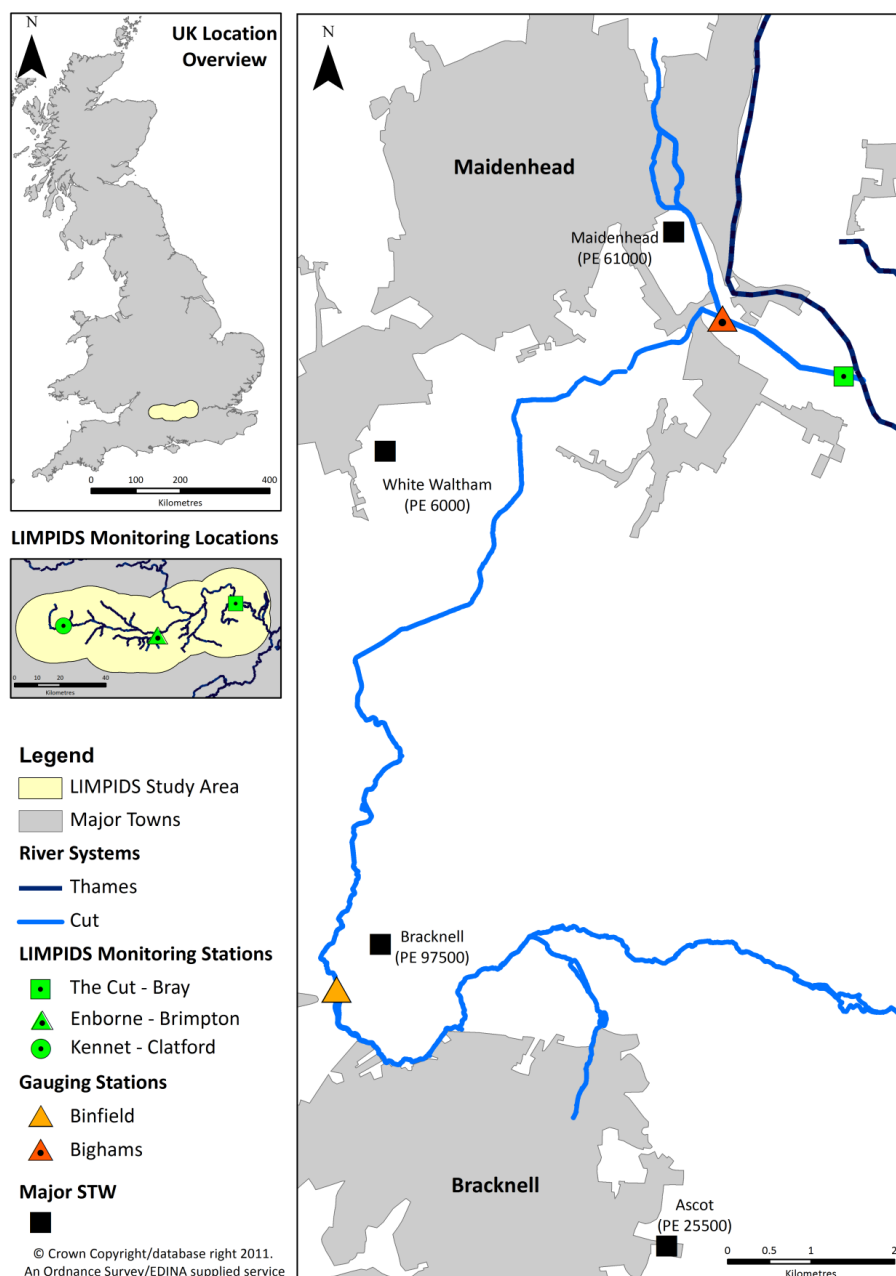 N
UK Location
Overview
0 100 200 400
Kilometres
LIMPIDS Monitoring Locations
0 10 20 40
Kilometres
Legend
LIMPIDS Study Area
Major Towns
River Systems
Thames
Cut
LIMPIDS Monitoring Stations
The Cut - Bray
Enborne - Brimpton
Kennet - Clatford
Gauging Stations
Binfield
Bighams
Major STW
© Crown Copyright/database right 2011.
An Ordnance Survey/EDINA supplied service
N
Maidenhead
Maidenhead
(PE 61000)
White Waltham
(PE 6000)
Bracknell
(PE 97500)
Bracknell
Ascot
(PE 25500)
0 0.5 1 2
Kilometres